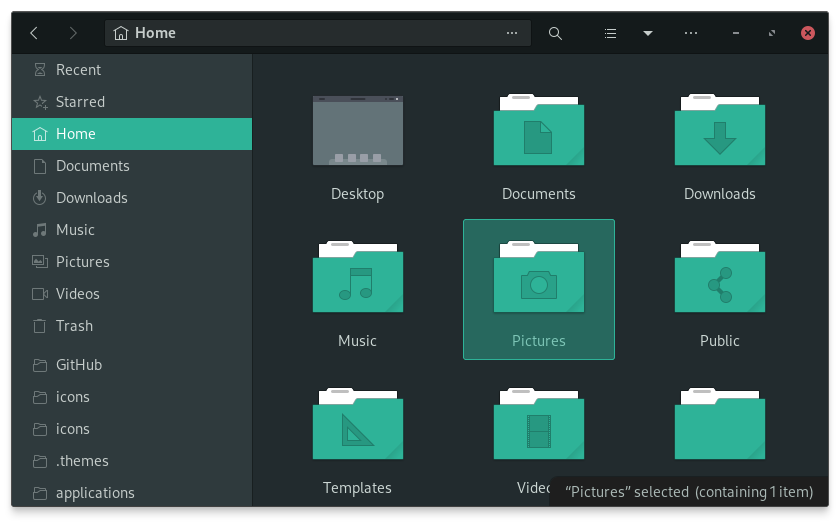 Home
Recent
Starred
Home
Documents
Downloads
Music
Pictures
Videos
Trash
GitHub
icons
icons
.themes
applications
Desktop
Documents
Downloads
Music
Pictures
Public
Templates
“Pictures” selected (containing 1 item)